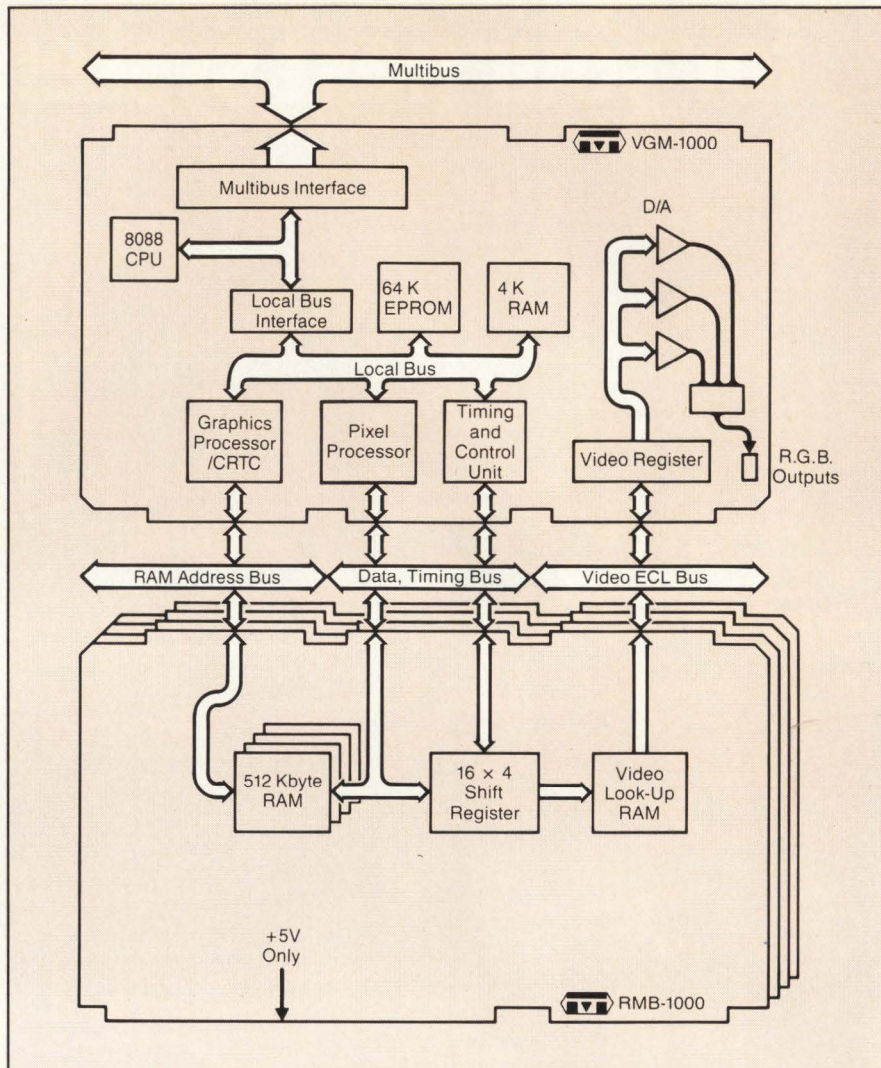 Multibus
VGM-1000
Multibus Interface
D/A
8088
CPU
64 K
EPROM
4 K
RAM
Local Bus
Interface
Local Bus
Graphics
Processor
/CRTC
Pixel
Processor
Timing
and
Control
Unit
Video Register
R.G.B.
Outputs
RAM Address Bus
Data, Timing Bus
Video ECL Bus
512 Kbyte
RAM
16 × 4
Shift
Register
Video
Look-Up
RAM
+5V
Only
RMB-1000